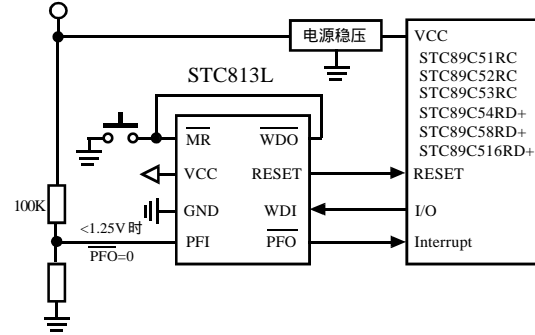 电源稳压
VCC
STC89C51RC
STC89C52RC
STC89C53RC
STC89C54RD+
STC89C58RD+
STC89C516RD+
RESET
I/O
Interrupt
STC813L
MR
VCC
GND
PFI
WDO
RESET
WDI
PFO
100K
<1.25V时
PFO=0